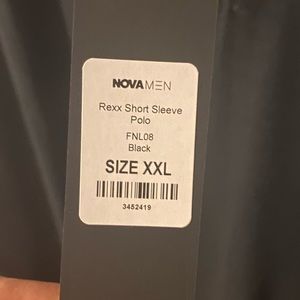 NOVAMEN
Rexx Short Sleeve
Polo
FNL08
Black
SIZE XXL
3452419